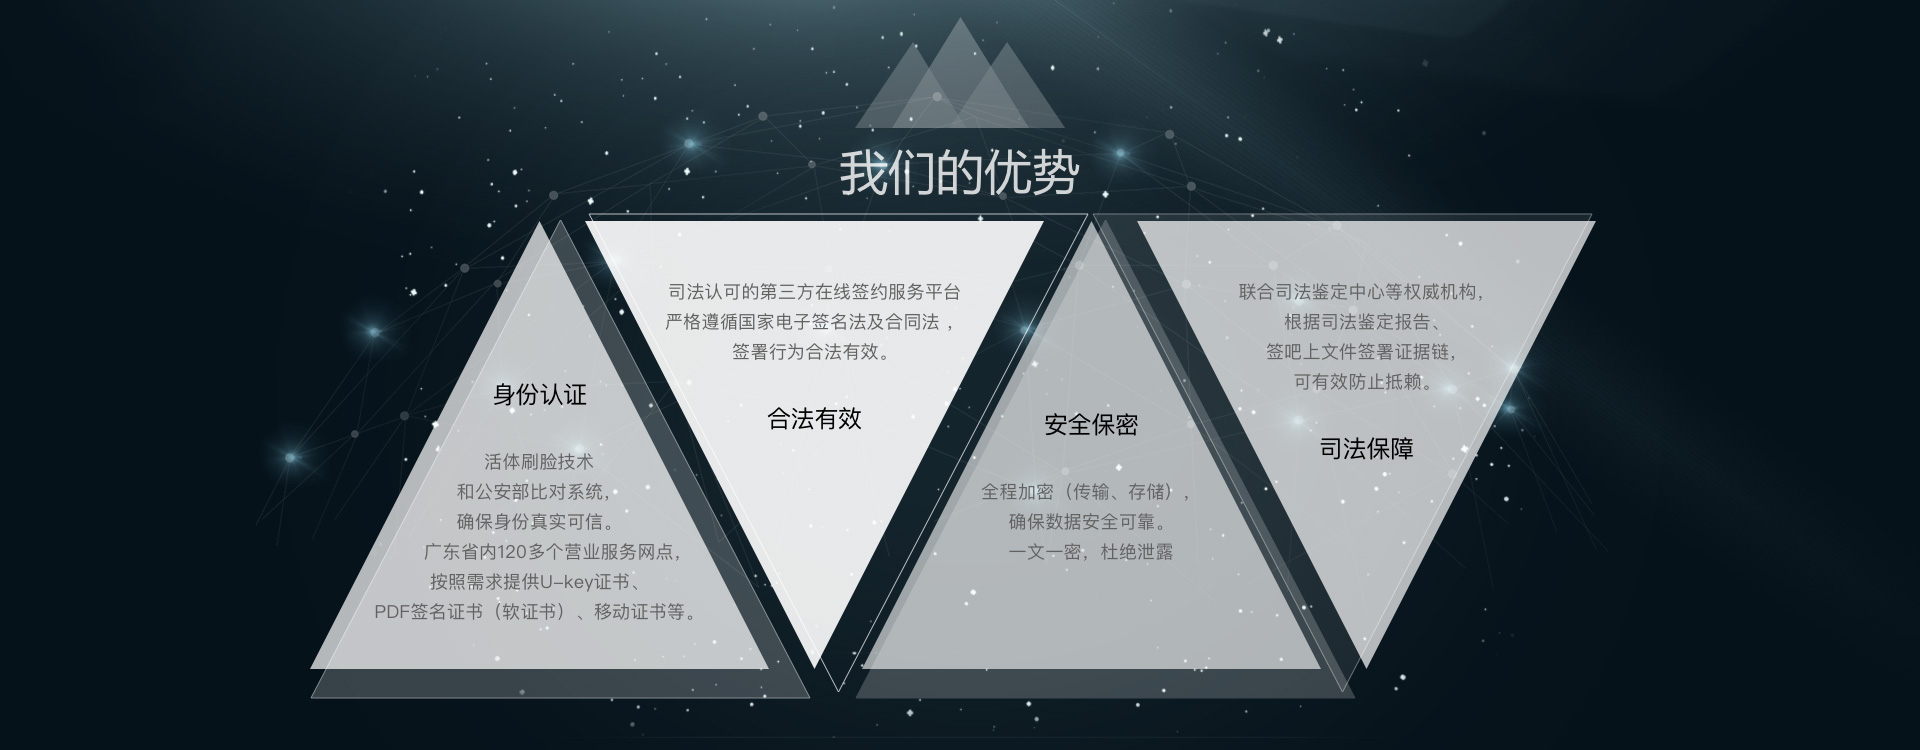 我们的优势
身份认证
活体刷脸技术
和公安部比对系统,
确保身份真实可信。
广东省内120多个营业服务网点,
按照需求提供U-key证书、
PDF签名证书（软证书）、移动证书等。
司法认可的第三方在线签约服务平台
严格遵循国家电子签名法及合同法 ，
签署行为合法有效。
合法有效
安全保密
全程加密（传输、存储）,
确保数据安全可靠。
一文一密，杜绝泄露
联合司法鉴定中心等权威机构,
根据司法鉴定报告、
签吧上文件签署证据链,
可有效防止抵赖。
司法保障